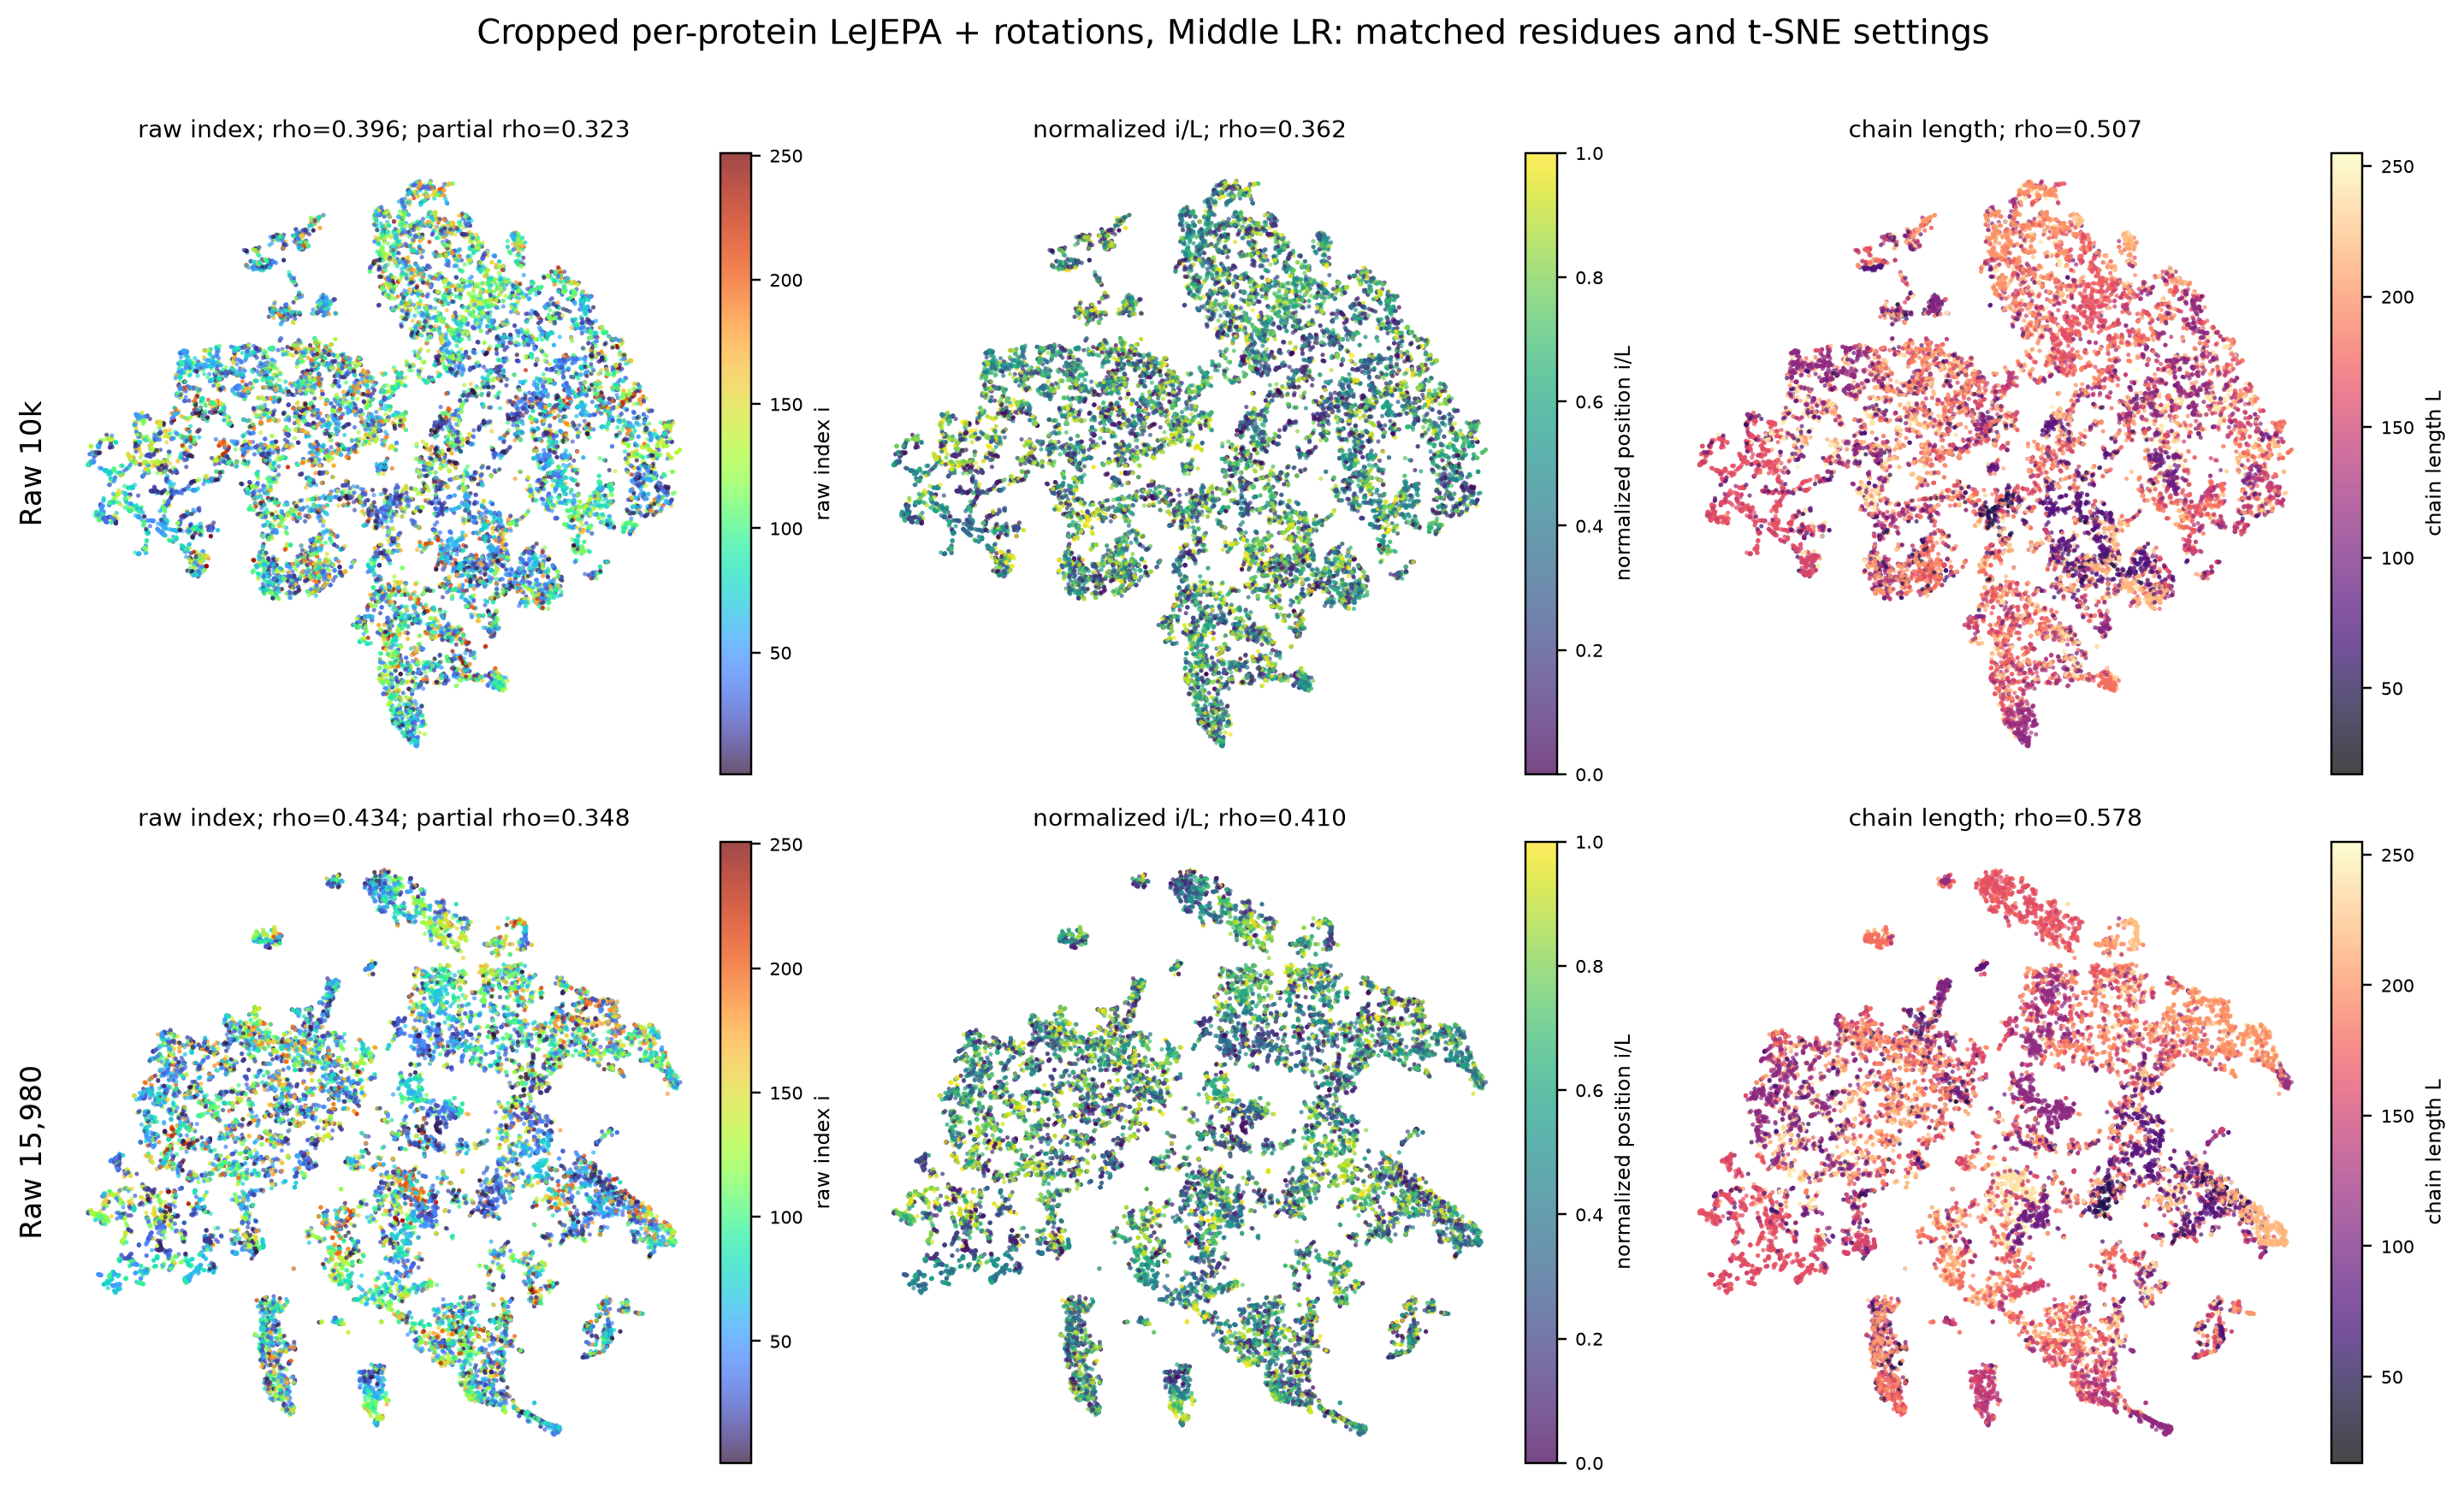 Cropped per-protein LeJEPA + rotations, Middle LR: matched residues and t-SNE settings
Raw 10k
raw index; rho=0.396; partial rho=0.323
250
200
150
100
50
raw index i
normalized i/L; rho=0.362
1.0
0.8
0.6
0.4
0.2
0.0
normalized position i/L
chain length; rho=0.507
250
200
150
100
50
chain length L
Raw 15,980
raw index; rho=0.434; partial rho=0.348
250
200
150
100
50
raw index i
normalized i/L; rho=0.410
1.0
0.8
0.6
0.4
0.2
0.0
normalized position i/L
chain length; rho=0.578
250
200
150
100
50
chain length L